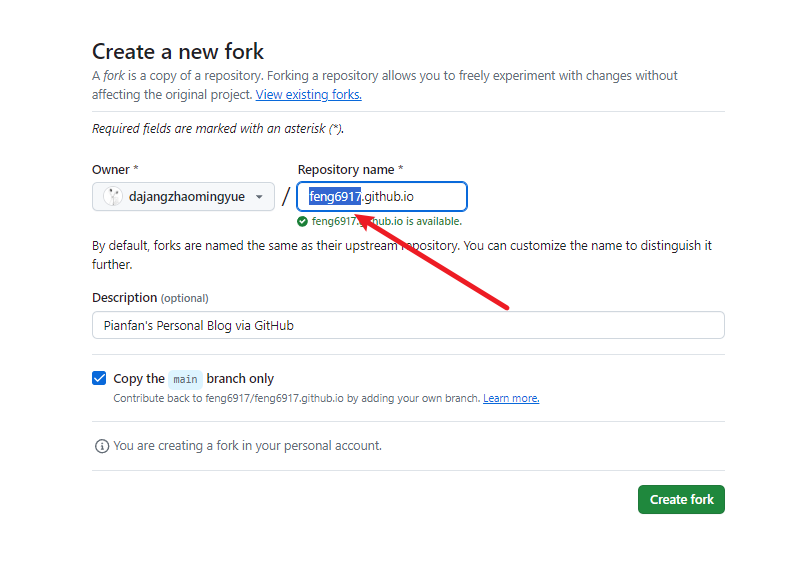 Create a new fork
A fork is a copy of a repository. Forking a repository allows you to freely experiment with changes without
affecting the original project. View existing forks.
Required fields are marked with an asterisk (*).
Owner * Repository name *
dajangzhaomingyue / feng6917.github.io
feng6917.github.io is available.
By default, forks are named the same as their upstream repository. You can customize the name to distinguish it
further.
Description (optional)
Pianfan's Personal Blog via GitHub
Copy the main branch only
Contribute back to feng6917/feng6917.github.io by adding your own branch. Learn more.
You are creating a fork in your personal account.
Create fork